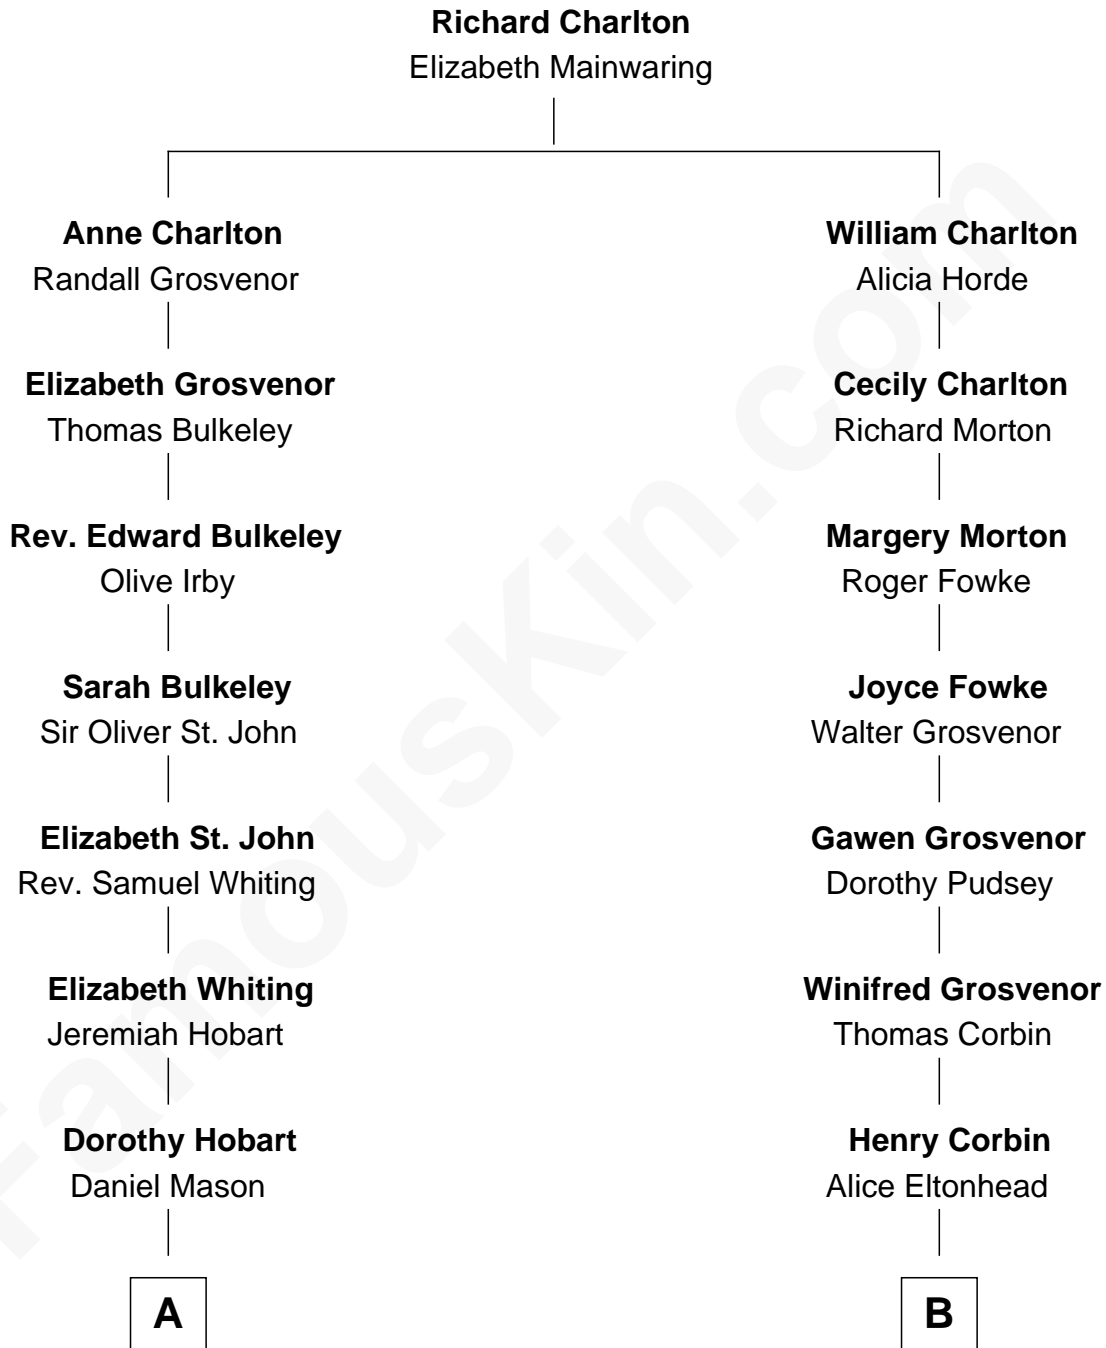 Richard Charlton
Elizabeth Mainwaring
Anne Charlton
Randall Grosvenor
William Charlton
Alicia Horde
Elizabeth Grosvenor
Thomas Bulkeley
Cecily Charlton
Richard Morton
Rev. Edward Bulkeley
Olive Irby
Margery Morton
Roger Fowke
Sarah Bulkeley
Sir Oliver St. John
Joyce Fowke
Walter Grosvenor
Elizabeth St. John
Rev. Samuel Whiting
Gawen Grosvenor
Dorothy Pudsey
Elizabeth Whiting
Jeremiah Hobart
Winifred Grosvenor
Thomas Corbin
Dorothy Hobart
Daniel Mason
Henry Corbin
Alice Eltonhead
A
B
FamousKin.com